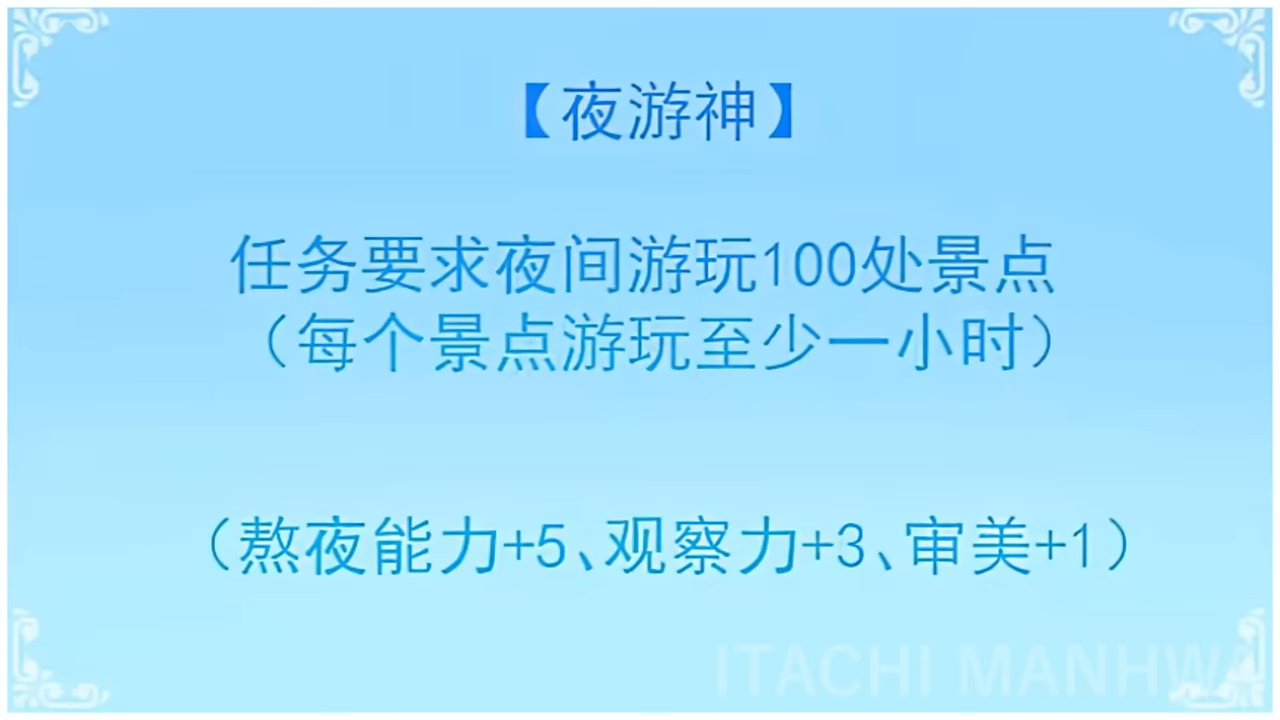 【夜游神】
任务要求夜间游玩100处景点
（每个景点游玩至少一小时）
（熬夜能力+5、观察力+3、审美+1）
ITACHI MANHWA